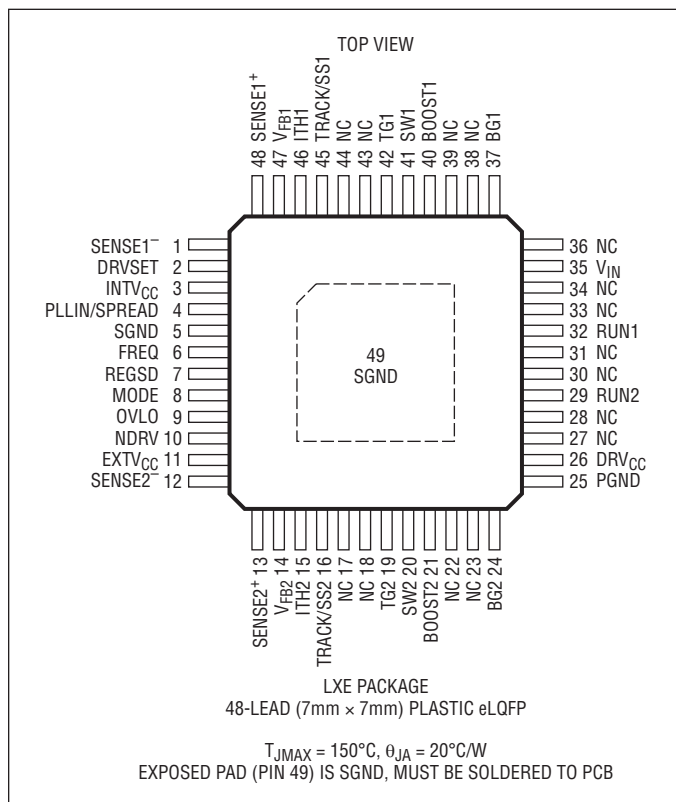 TOP VIEW
48 SENSE1+
47 VFB1
46 ITH1
45 TRACK/SS1
44 NC
43 NC
42 TG1
41 SW1
40 BOOST1
39 NC
38 NC
37 BG1
SENSE1– 1
DRVSET 2
INTVCC 3
PLLIN/SPREAD 4
SGND 5
FREQ 6
REGSD 7
MODE 8
OVLO 9
NDRV 10
EXTVCC 11
SENSE2– 12
49
SGND
36 NC
35 VIN
34 NC
33 NC
32 RUN1
31 NC
30 NC
29 RUN2
28 NC
27 NC
26 DRVCC
25 PGND
SENSE2+ 13
VFB2 14
ITH2 15
TRACK/SS2 16
NC 17
NC 18
TG2 19
SW2 20
BOOST2 21
NC 22
NC 23
BG2 24
LXE PACKAGE
48-LEAD (7mm × 7mm) PLASTIC eLQFP
TJMAX = 150°C, θJA = 20°C/W
EXPOSED PAD (PIN 49) IS SGND, MUST BE SOLDERED TO PCB